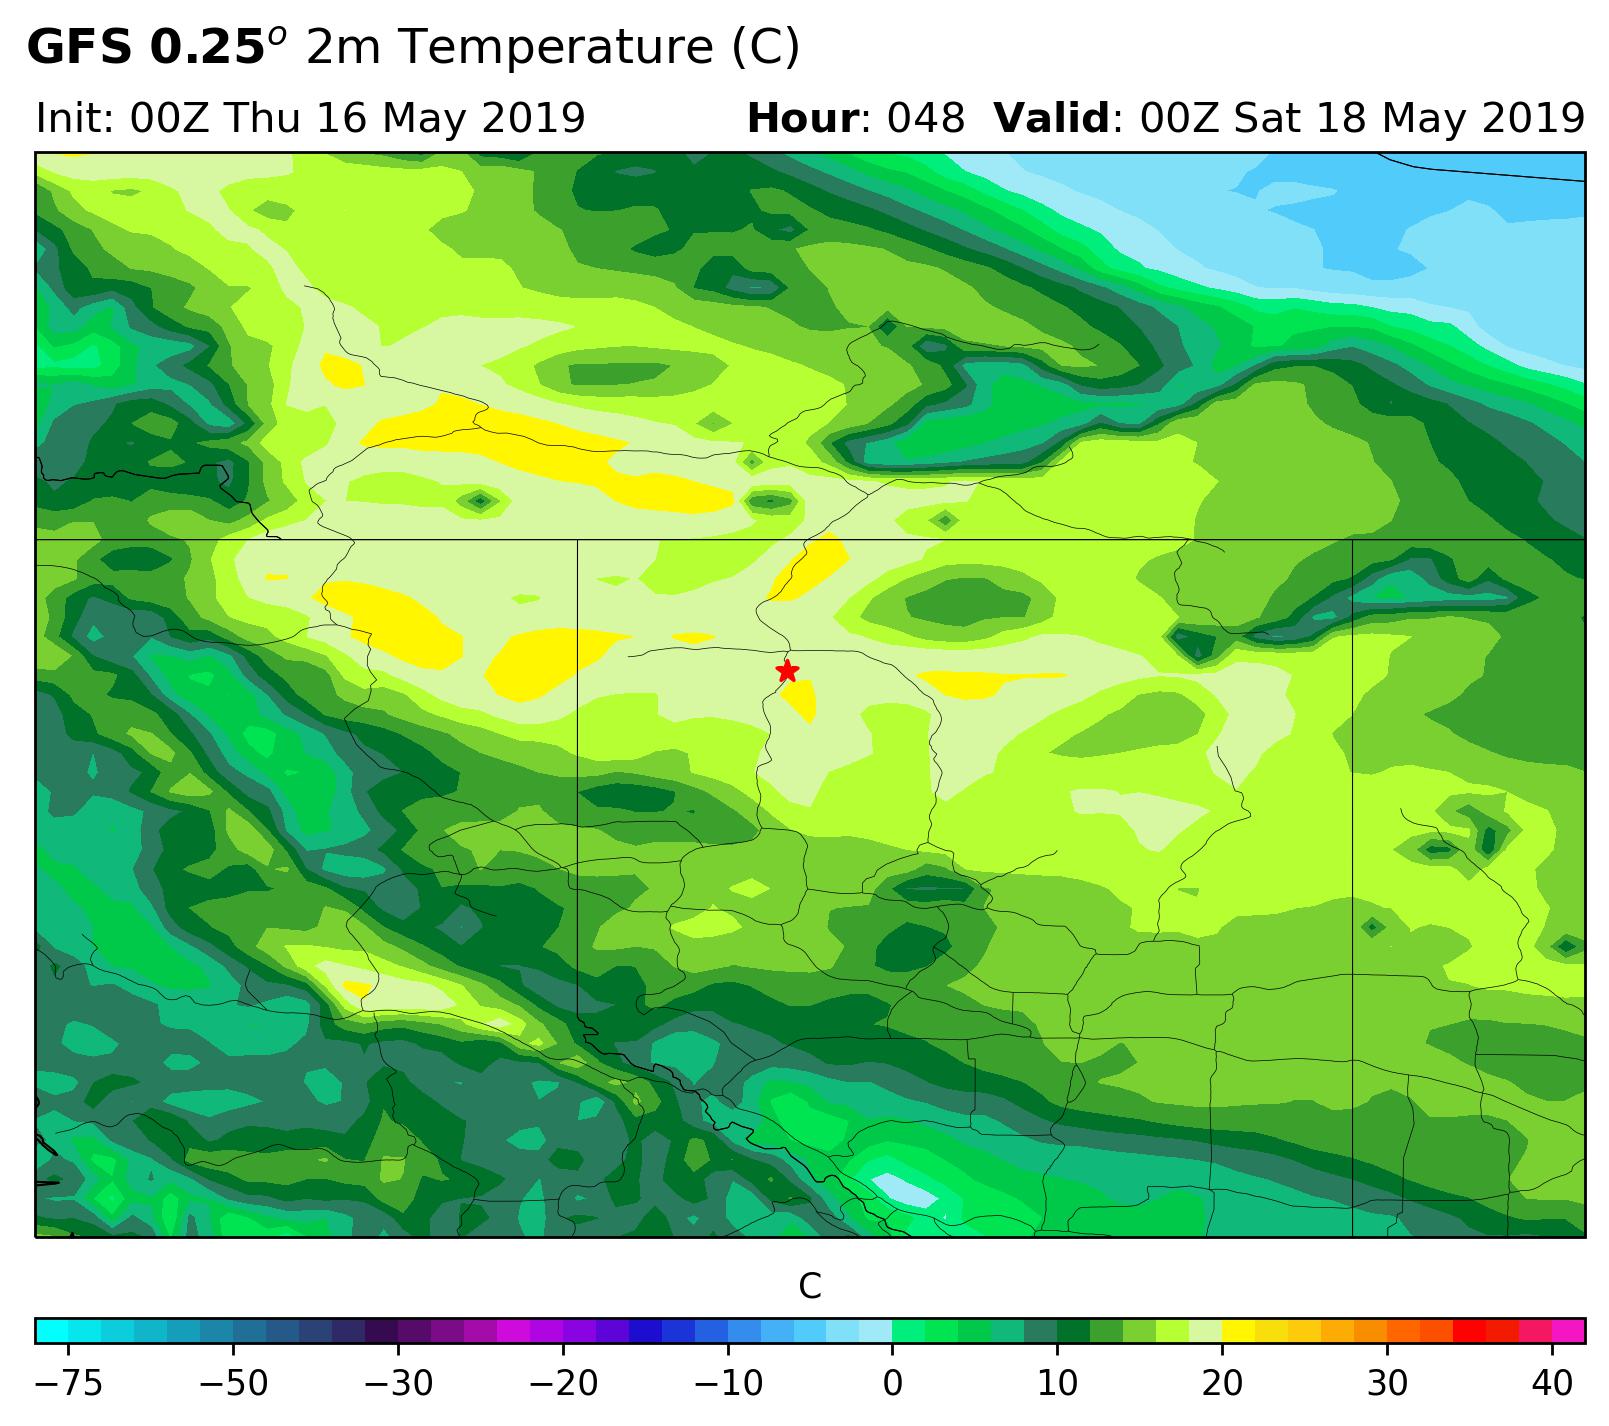 GFS 0.25° 2m Temperature (C)
Init: 00Z Thu 16 May 2019 Hour: 048 Valid: 00Z Sat 18 May 2019
C
−75 −50 −30 −20 −10 0 10 20 30 40